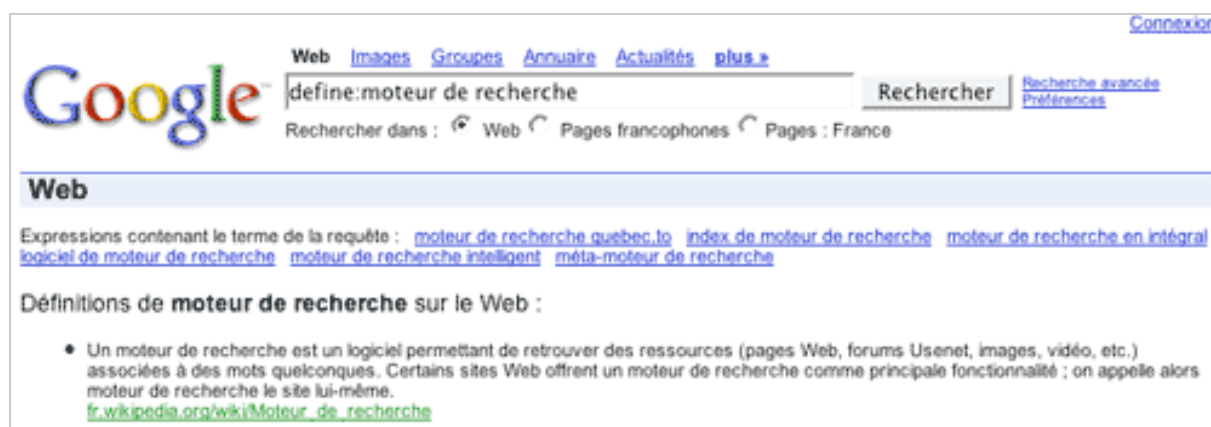 Connexion
Web Images Groupes Annuaire Actualités plus »
Google™
define:moteur de recherche Rechercher Recherche avancée
Préférences
Rechercher dans : Web Pages francophones Pages : France
Web
Expressions contenant le terme de la requête : moteur de recherche quebec.to index de moteur de recherche moteur de recherche en intégral
logiciel de moteur de recherche moteur de recherche intelligent méta-moteur de recherche
Définitions de moteur de recherche sur le Web :
• Un moteur de recherche est un logiciel permettant de retrouver des ressources (pages Web, forums Usenet, images, vidéo, etc.)
associées à des mots quelconques. Certains sites Web offrent un moteur de recherche comme principale fonctionnalité ; on appelle alors
moteur de recherche le site lui-même.
fr.wikipedia.org/wiki/Moteur_de_recherche